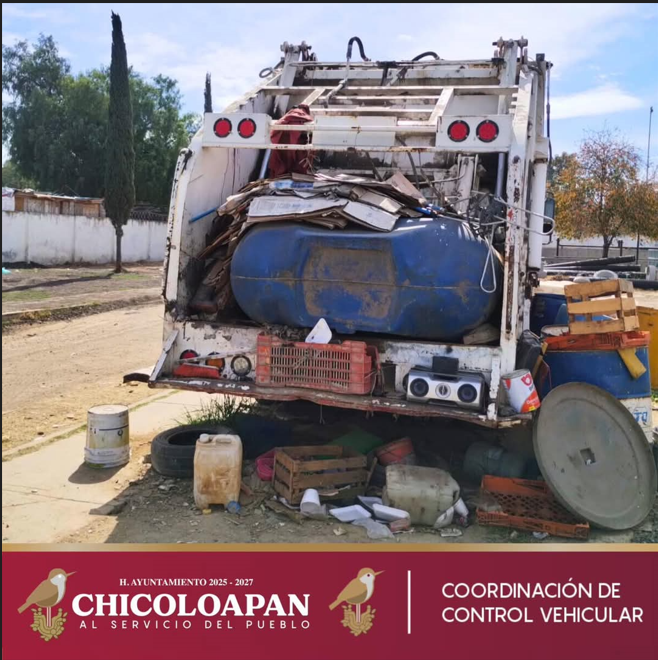 H. AYUNTAMIENTO 2025 - 2027
CHICOLOAPAN
AL SERVICIO DEL PUEBLO
COORDINACIÓN DE
CONTROL VEHICULAR